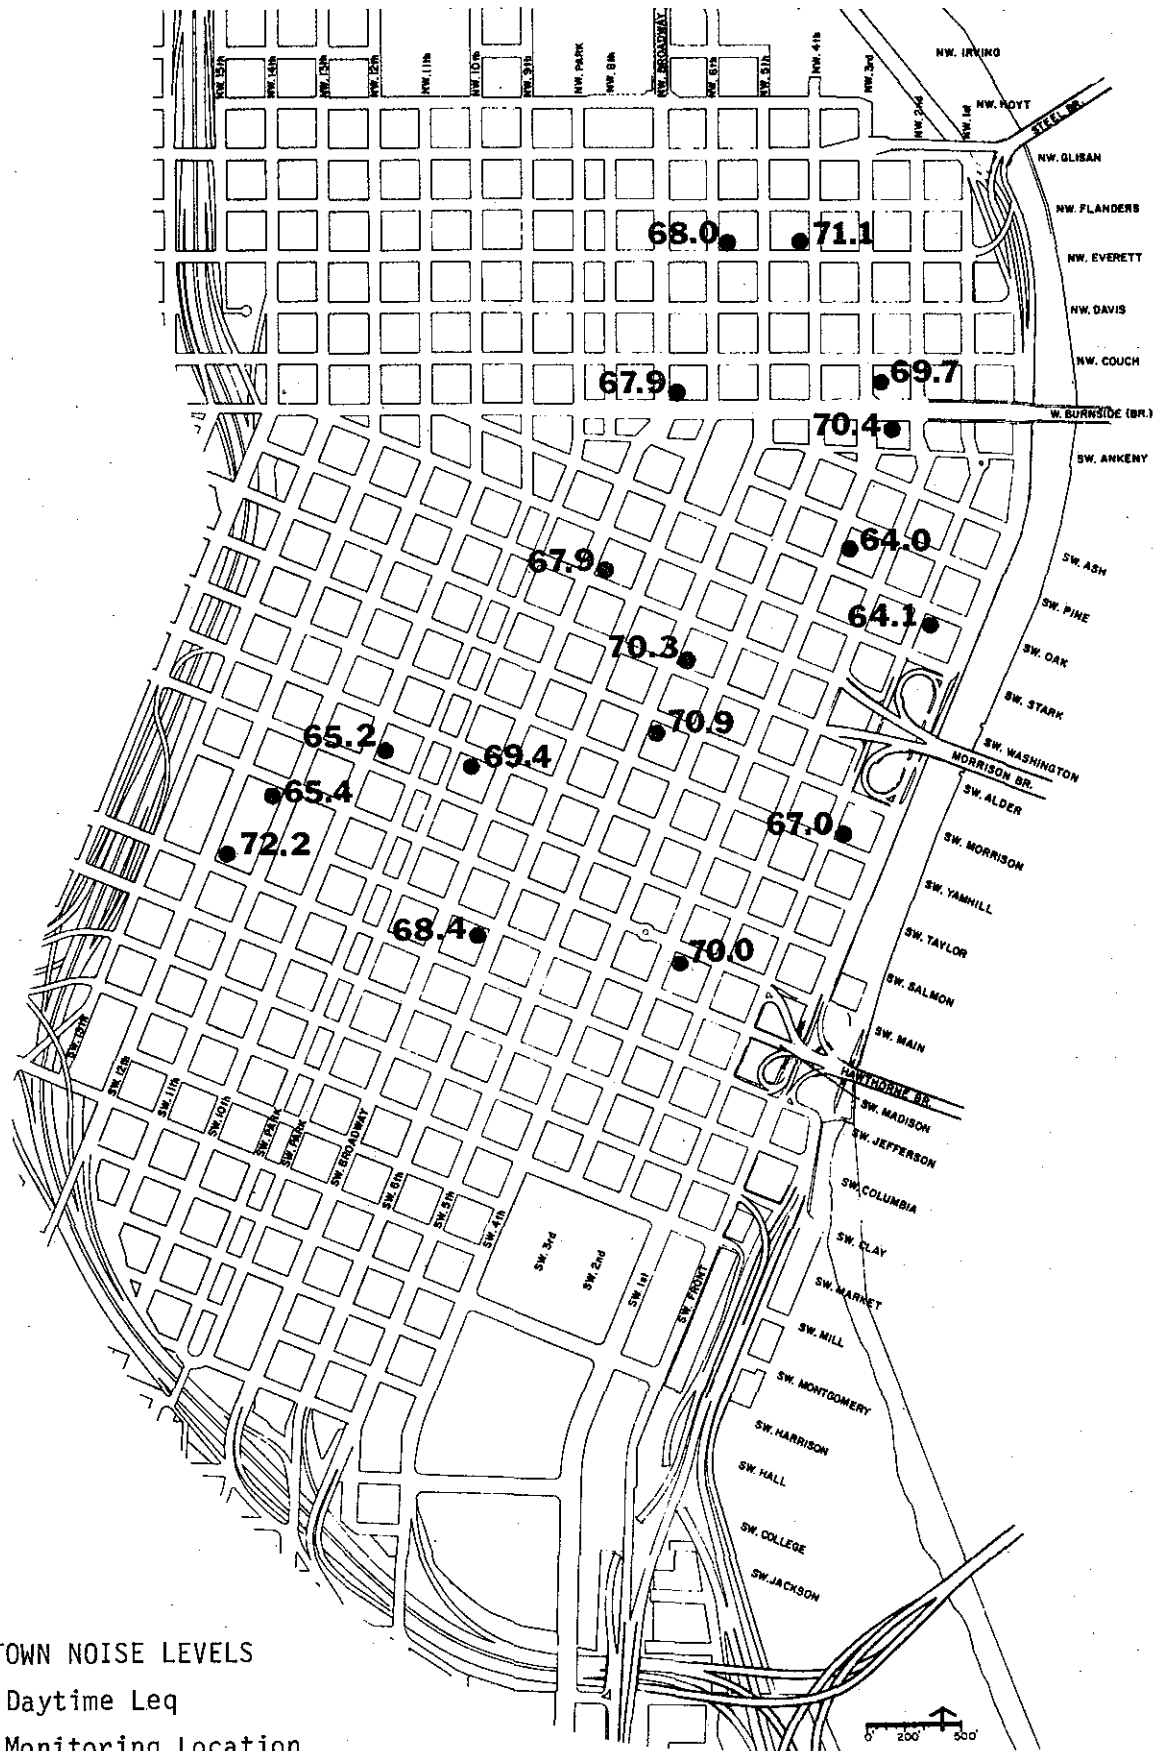 NW. 15th
NW. 14th
NW. 13th
NW. 12th
NW. 11th
NW. 10th
NW. 9th
NW. PARK
NW. 8th
NW. BROADWAY
NW. 6th
NW. 5th
NW. 4th
NW. 3rd
NW. 2nd
NW. 1st
NW. IRVING
NW. HOYT
STEEL BR.
NW. GLISAN
NW. FLANDERS
NW. EVERETT
NW. DAVIS
NW. COUCH
W. BURNSIDE (BR.)
SW. ANKENY
68.0
71.1
67.9
69.7
70.4
64.0
67.9
64.1
70.3
70.9
65.2
69.4
65.4
67.0
72.2
68.4
70.0
SW. ASH
SW. PINE
SW. OAK
SW. STARK
SW. WASHINGTON
MORRISON BR.
SW. ALDER
SW. MORRISON
SW. YAMHILL
SW. TAYLOR
SW. SALMON
SW. MAIN
HAWTHORNE BR.
SW. MADISON
SW. JEFFERSON
SW. COLUMBIA
SW. CLAY
SW. MARKET
SW. MILL
SW. MONTGOMERY
SW. HARRISON
SW. HALL
SW. COLLEGE
SW. JACKSON
SW. 13th
SW. 12th
SW. 11th
SW. 10th
SW. PARK
SW. PARK
SW. BROADWAY
SW. 6th
SW. 5th
SW. 4th
SW. 3rd
SW. 2nd
SW. 1st
SW. FRONT
TOWN NOISE LEVELS
Daytime Leq
Monitoring Location
0' 200' 500'